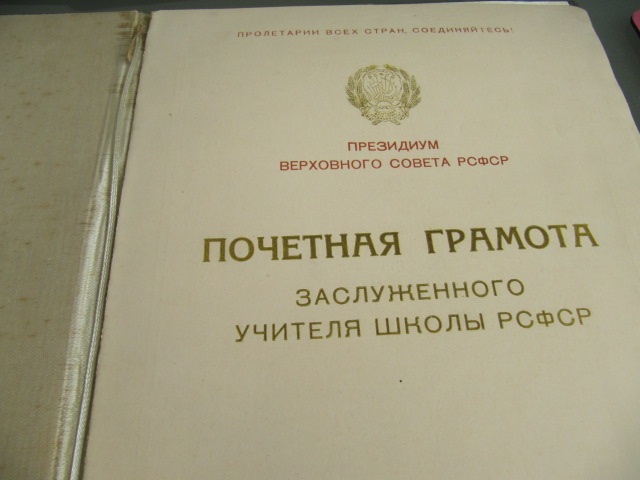 ПРОЛЕТАРИИ ВСЕХ СТРАН, СОЕДИНЯЙТЕСЬ!
ПРЕЗИДИУМ
ВЕРХОВНОГО СОВЕТА РСФСР
ПОЧЕТНАЯ ГРАМОТА
ЗАСЛУЖЕННОГО
УЧИТЕЛЯ ШКОЛЫ РСФСР